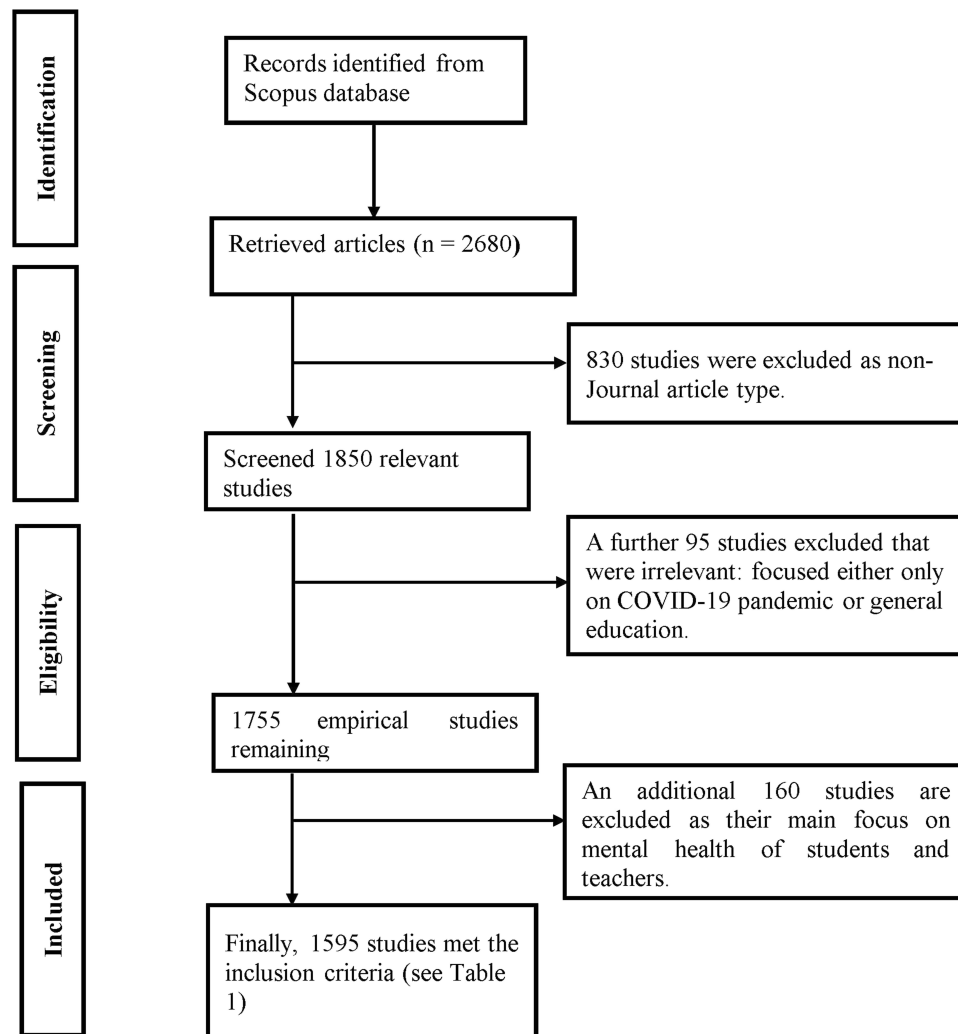 Identification
Records identified from
Scopus database
Retrieved articles (n = 2680)
Screening
830 studies were excluded as non-
Journal article type.
Screened 1850 relevant
studies
Eligibility
A further 95 studies excluded that
were irrelevant: focused either only
on COVID-19 pandemic or general
education.
1755 empirical studies
remaining
Included
An additional 160 studies are
excluded as their main focus on
mental health of students and
teachers.
Finally, 1595 studies met the
inclusion criteria (see Table
1)